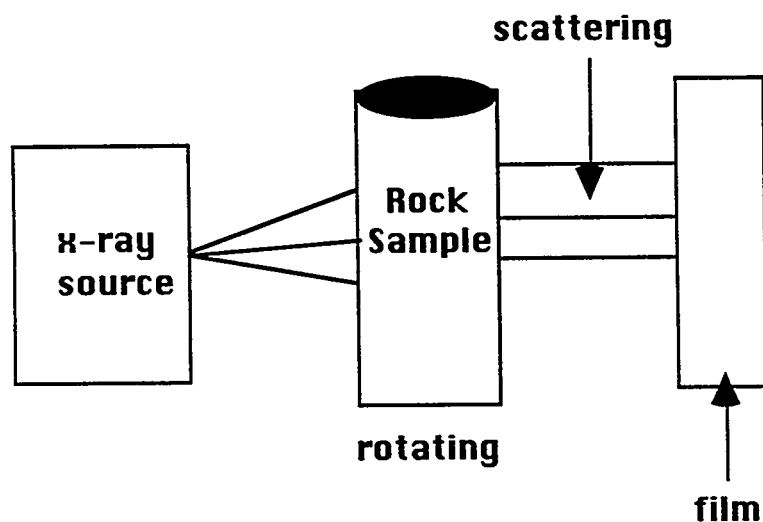 scattering
x-ray
source
Rock
Sample
rotating
film